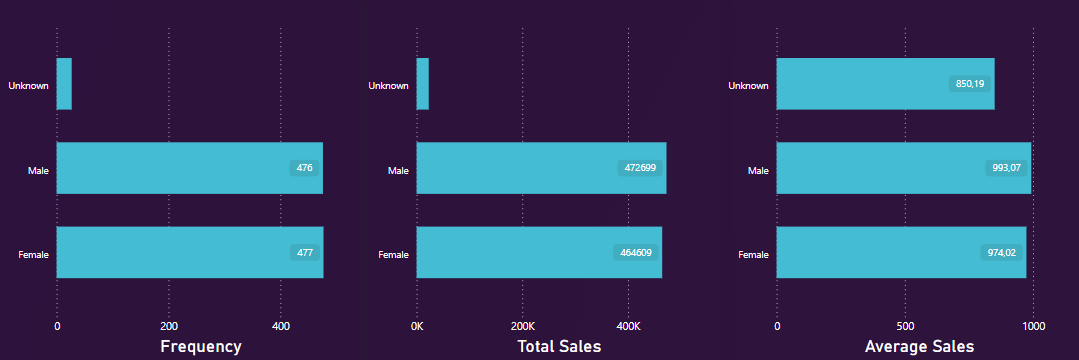 Unknown
Male
476
Female
477
0
200
400
Frequency
Unknown
Male
472699
Female
464609
0K
200K
400K
Total Sales
Unknown
850,19
Male
993,07
Female
974,02
0
500
1000
Average Sales